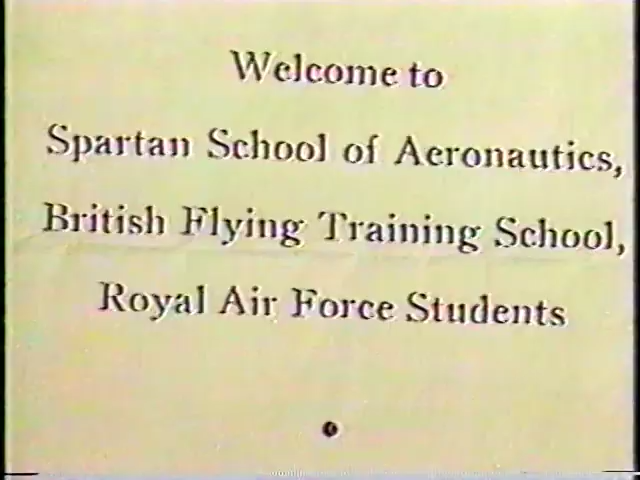 Welcome to
Spartan School of Aeronautics,
British Flying Training School,
Royal Air Force Students